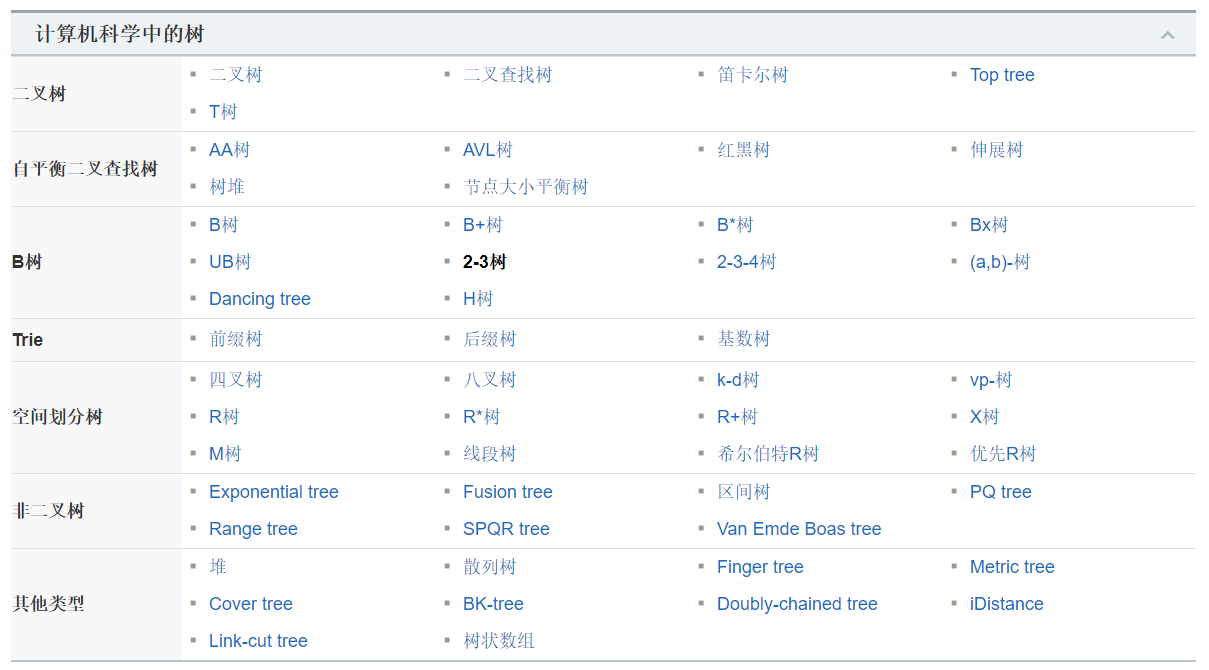 计算机科学中的树
二叉树
二叉树 二叉查找树 笛卡尔树 Top tree
T树
自平衡二叉查找树
AA树 AVL树 红黑树 伸展树
树堆 节点大小平衡树
B树
B树 B+树 B*树 Bx树
UB树 2-3树 2-3-4树 (a,b)-树
Dancing tree H树
Trie
前缀树 后缀树 基数树
空间划分树
四叉树 八叉树 k-d树 vp-树
R树 R*树 R+树 X树
M树 线段树 希尔伯特R树 优先R树
非二叉树
Exponential tree Fusion tree 区间树 PQ tree
Range tree SPQR tree Van Emde Boas tree
其他类型
堆 散列树 Finger tree Metric tree
Cover tree BK-tree Doubly-chained tree iDistance
Link-cut tree 树状数组